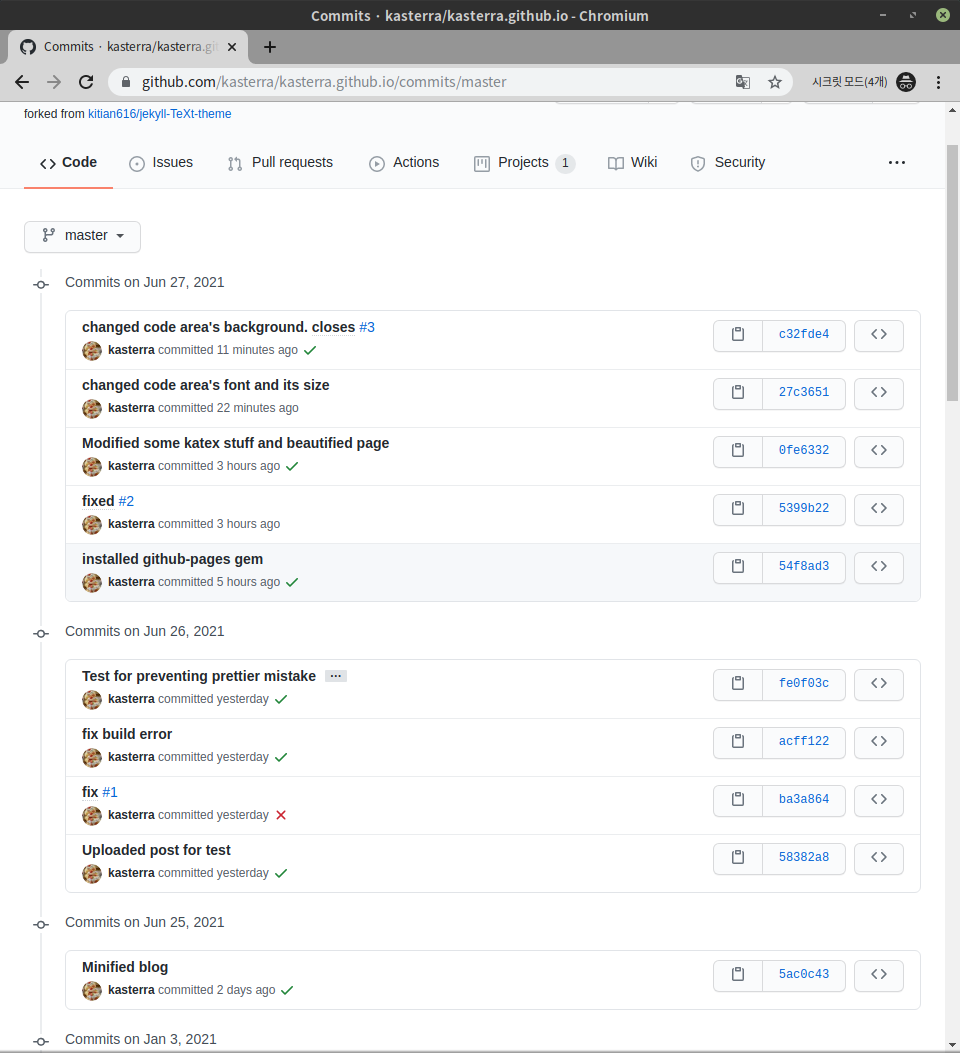 Commits · kasterra/kasterra.github.io - Chromium
Commits · kasterra/kasterra.git
github.com/kasterra/kasterra.github.io/commits/master
시크릿 모드(4개)
forked from kitian616/jekyll-TeXt-theme
Code Issues Pull requests Actions Projects 1 Wiki Security
master
Commits on Jun 27, 2021
changed code area's background. closes #3
c32fde4
kasterra committed 11 minutes ago
changed code area's font and its size
27c3651
kasterra committed 22 minutes ago
Modified some katex stuff and beautified page
0fe6332
kasterra committed 3 hours ago
fixed #2
5399b22
kasterra committed 3 hours ago
installed github-pages gem
54f8ad3
kasterra committed 5 hours ago
Commits on Jun 26, 2021
Test for preventing prettier mistake …
fe0f03c
kasterra committed yesterday
fix build error
acff122
kasterra committed yesterday
fix #1
ba3a864
kasterra committed yesterday
Uploaded post for test
58382a8
kasterra committed yesterday
Commits on Jun 25, 2021
Minified blog
5ac0c43
kasterra committed 2 days ago
Commits on Jan 3, 2021